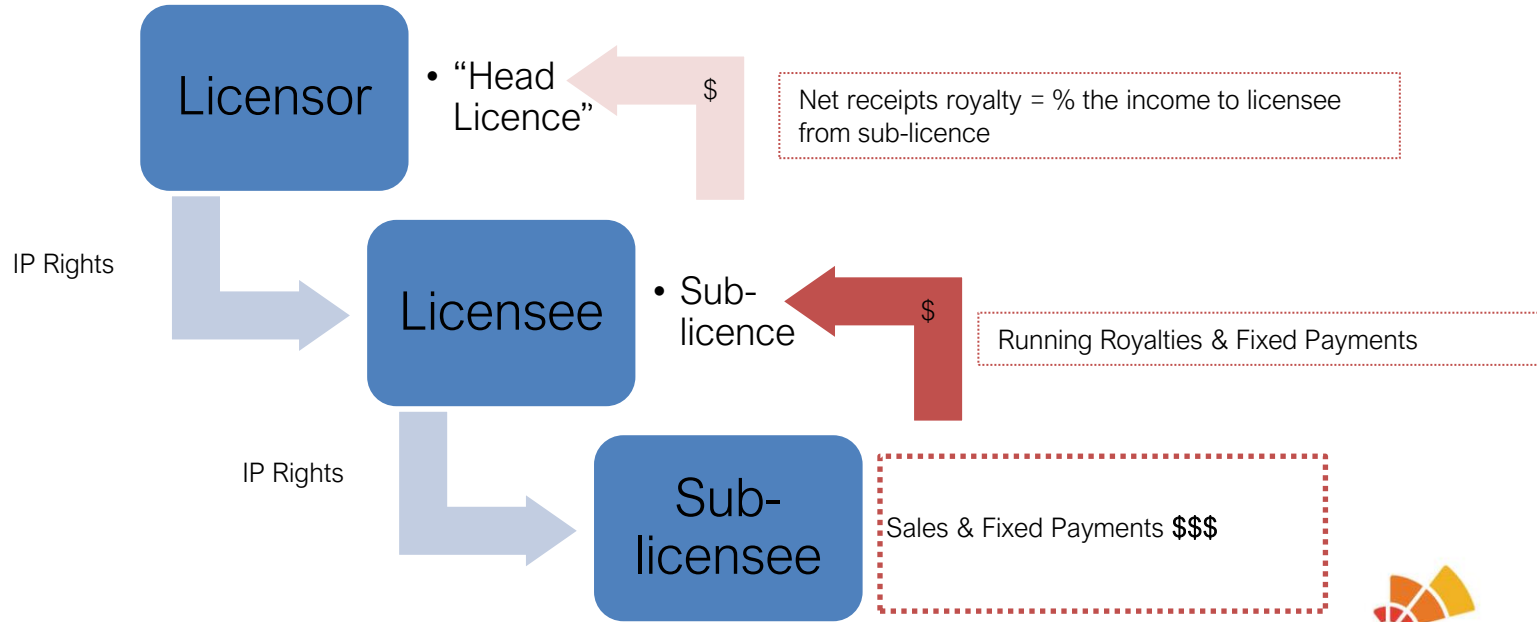 Licensor
• “Head
Licence”
$
Net receipts royalty = % the income to licensee
from sub-licence
IP Rights
Licensee
• Sub-
licence
$
Running Royalties & Fixed Payments
IP Rights
Sub-
licensee
Sales & Fixed Payments $$$